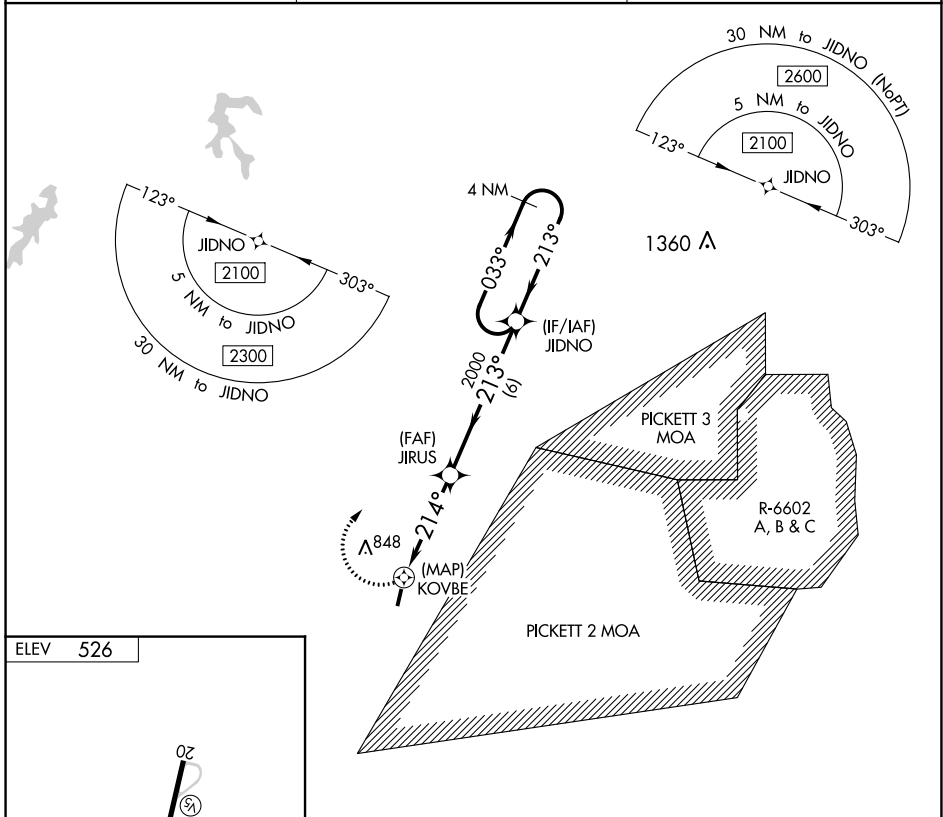 30 NM to JIDNO (NoPT)
2600
5 NM to JIDNO
2100
123°
JIDNO
303°
4 NM
033°
213°
1360
123°
JIDNO
2100
303°
5 NM to JIDNO
2300
30 NM to JIDNO
(IF/IAF)
JIDNO
2000
213°
(6)
PICKETT 3
MOA
(FAF)
JIRUS
214°
R-6602
A, B & C
848
(MAP)
KOVBE
PICKETT 2 MOA
ELEV 526
20
V5